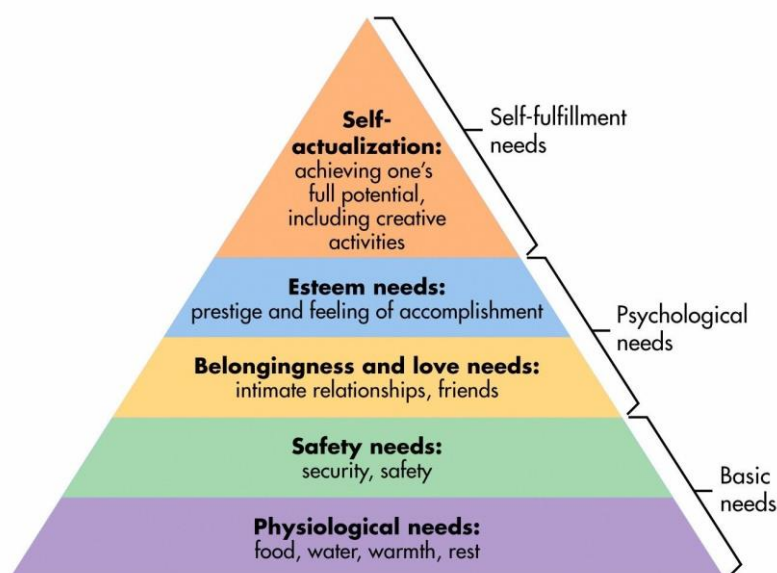 Self-
actualization:
achieving one's
full potential,
including creative
activities
Self-fulfillment
needs
Esteem needs:
prestige and feeling of accomplishment
Belongingness and love needs:
intimate relationships, friends
Psychological
needs
Safety needs:
security, safety
Physiological needs:
food, water, warmth, rest
Basic
needs